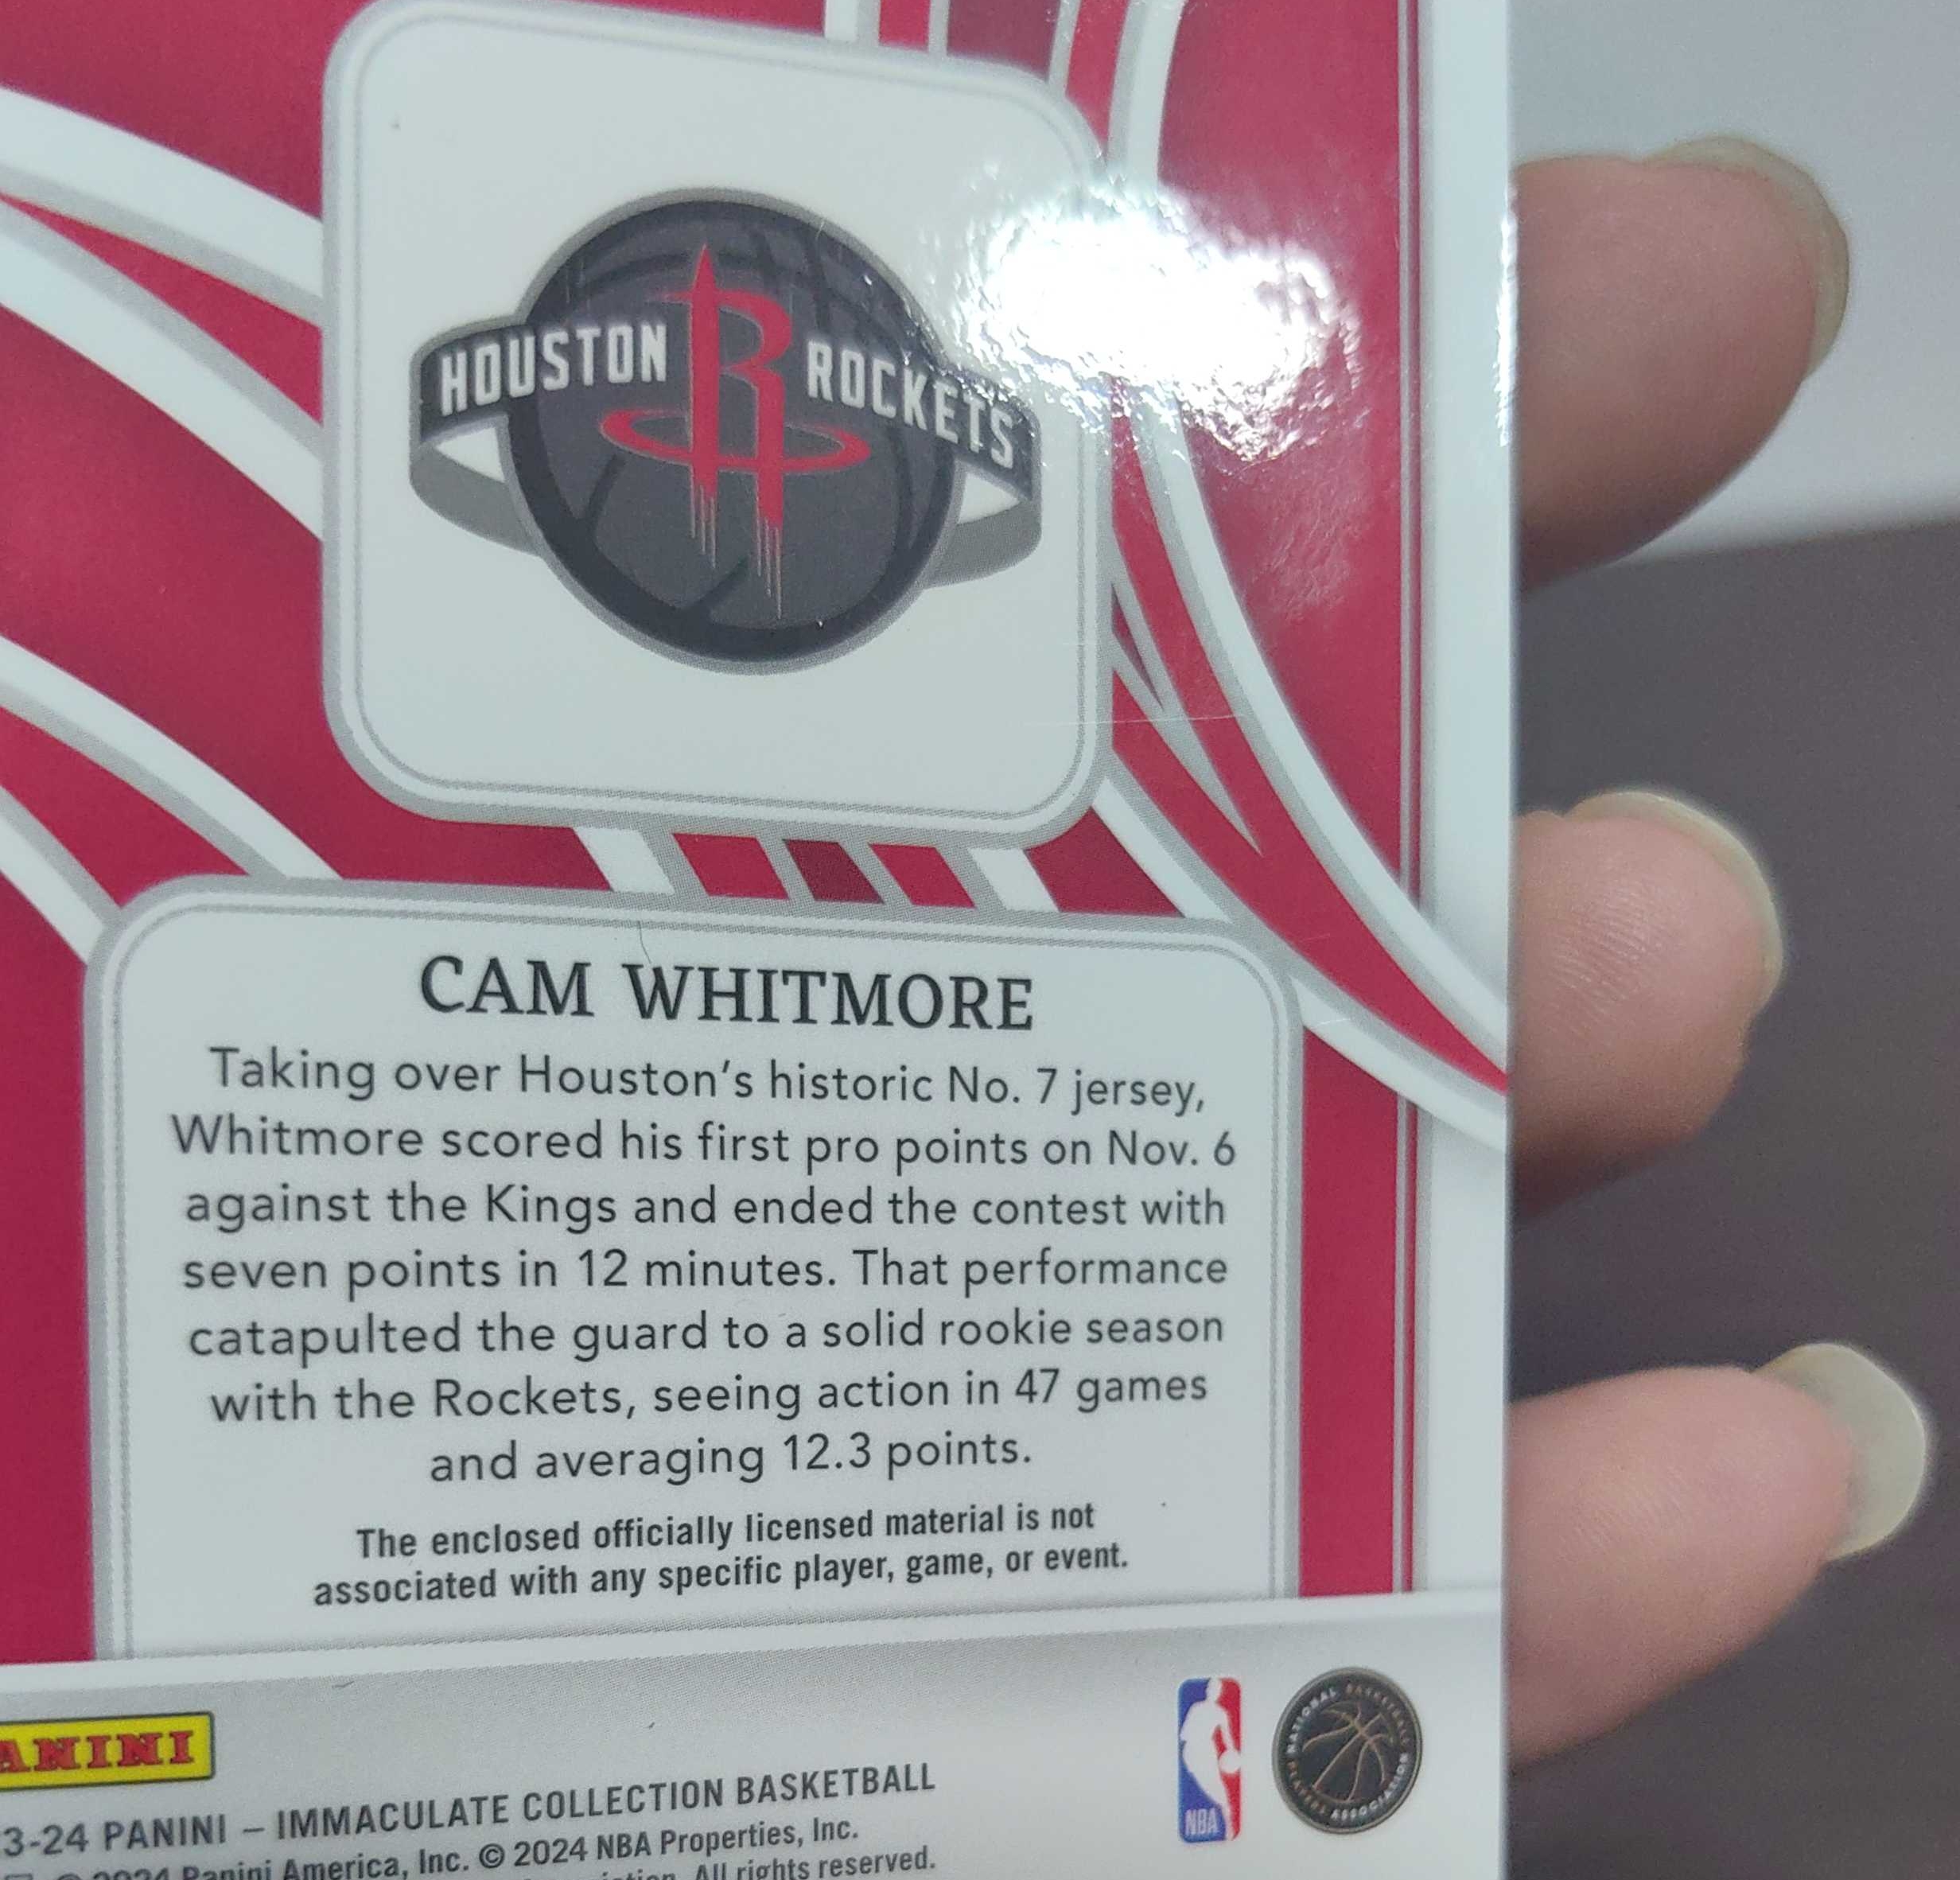 HOUSTON ROCKETS
CAM WHITMORE
Taking over Houston's historic No. 7 jersey,
Whitmore scored his first pro points on Nov. 6
against the Kings and ended the contest with
seven points in 12 minutes. That performance
catapulted the guard to a solid rookie season
with the Rockets, seeing action in 47 games
and averaging 12.3 points.
The enclosed officially licensed material is not
associated with any specific player, game, or event.
ANINI
NBA
NATIONAL BASKETBALL PLAYERS ASSOCIATION
3-24 PANINI – IMMACULATE COLLECTION BASKETBALL
© 2024 Panini America, Inc. © 2024 NBA Properties, Inc.
All rights reserved.